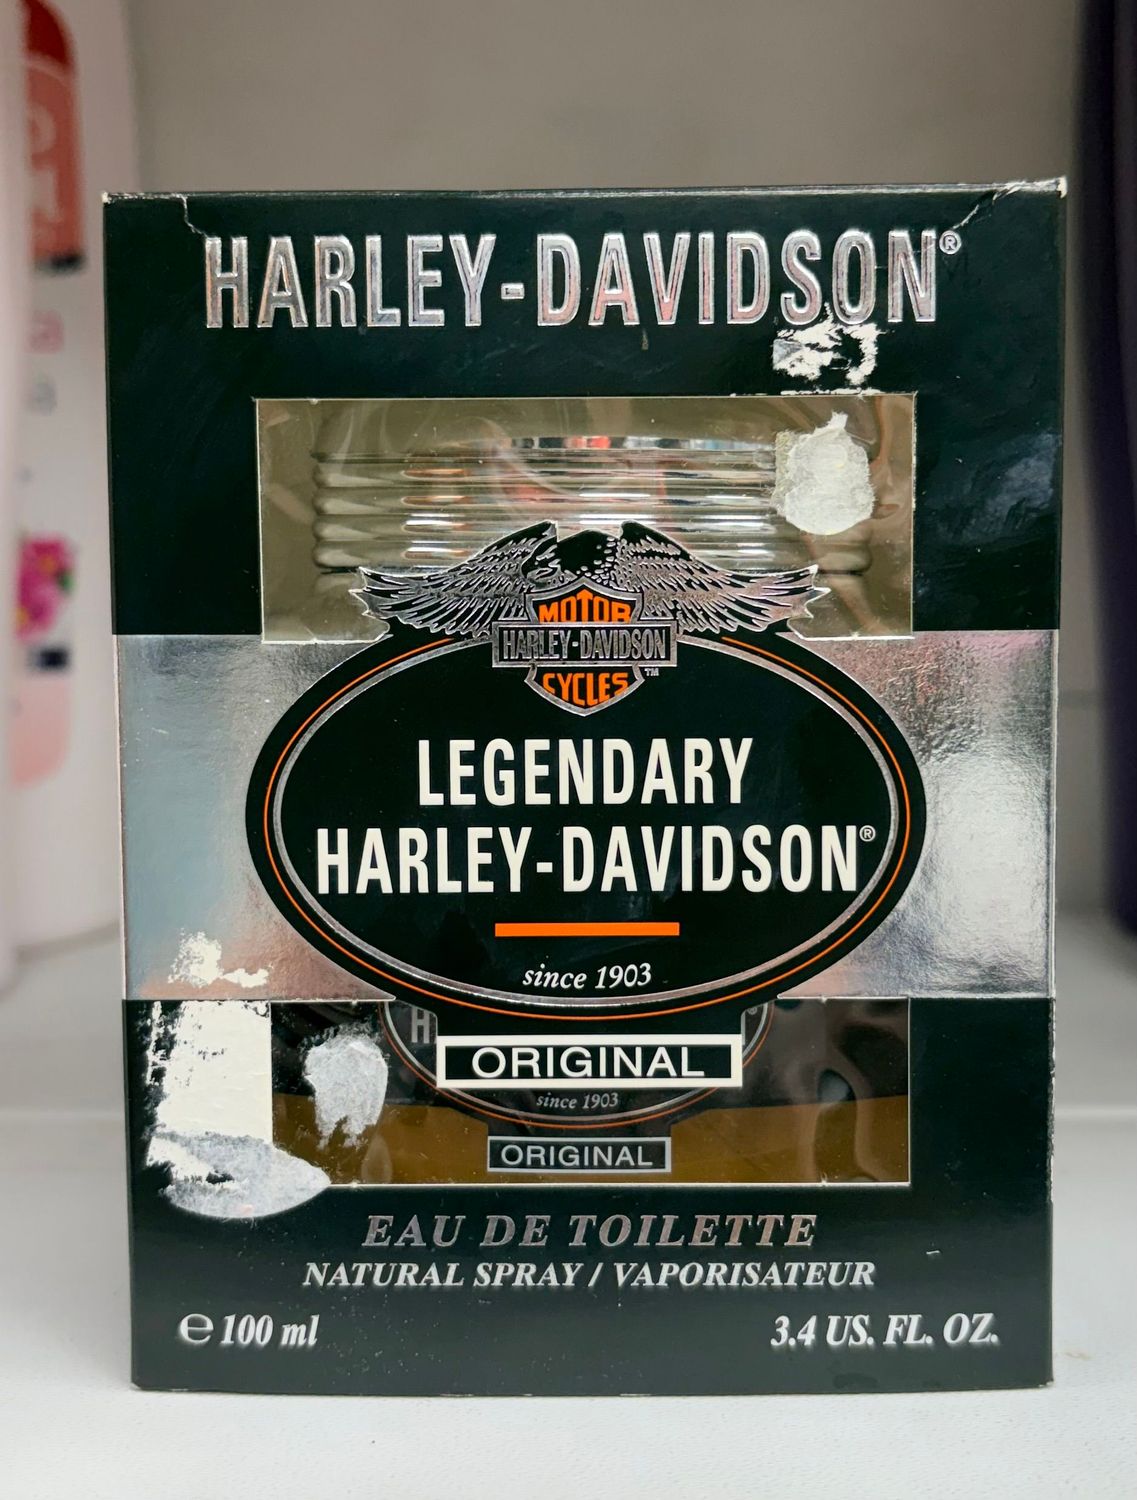 HARLEY-DAVIDSON®
MOTOR
HARLEY-DAVIDSON
CYCLES™
LEGENDARY
HARLEY-DAVIDSON®
since 1903
ORIGINAL
since 1903
ORIGINAL
EAU DE TOILETTE
NATURAL SPRAY / VAPORISATEUR
℮ 100 ml 3.4 US. FL. OZ.